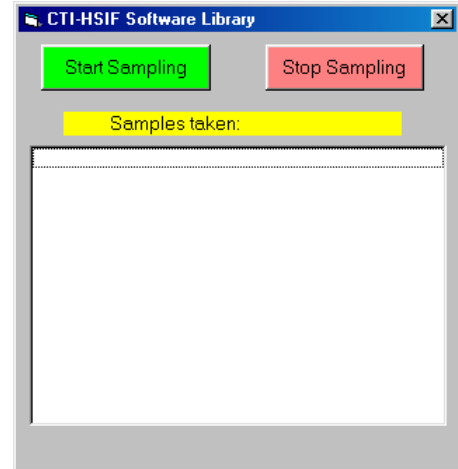 CTI-HSIF Software Library
Start Sampling Stop Sampling
Samples taken: